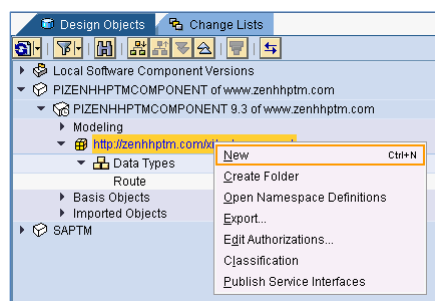 Design Objects Change Lists
Local Software Component Versions
PIZENHHPTMCOMPONENT of www.zenhhptm.com
PIZENHHPTMCOMPONENT 9.3 of www.zenhhptm.com
Modeling
http://zenhhptm.com/
New Ctrl+N
Data Types
Create Folder
Route
Open Namespace Definitions
Basis Objects
Export...
Imported Objects
Edit Authorizations...
SAPTM
Classification
Publish Service Interfaces